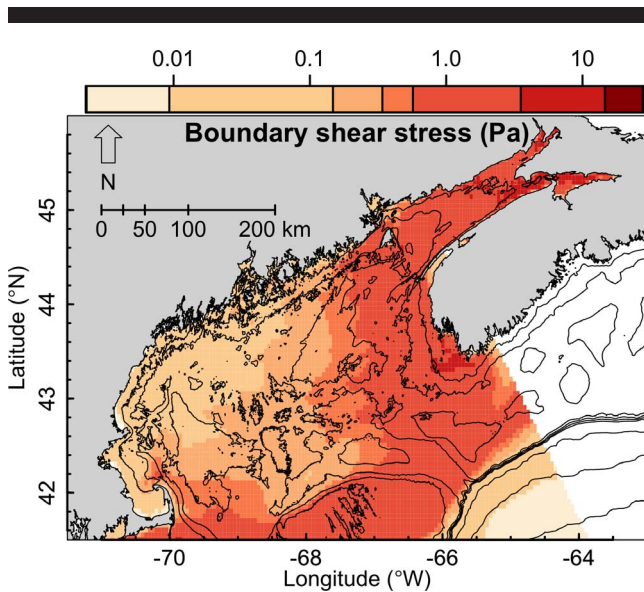 0.01 0.1 1.0 10
Boundary shear stress (Pa)
N
0 50 100 200 km
45
44
43
42
Latitude (°N)
-70 -68 -66 -64
Longitude (°W)